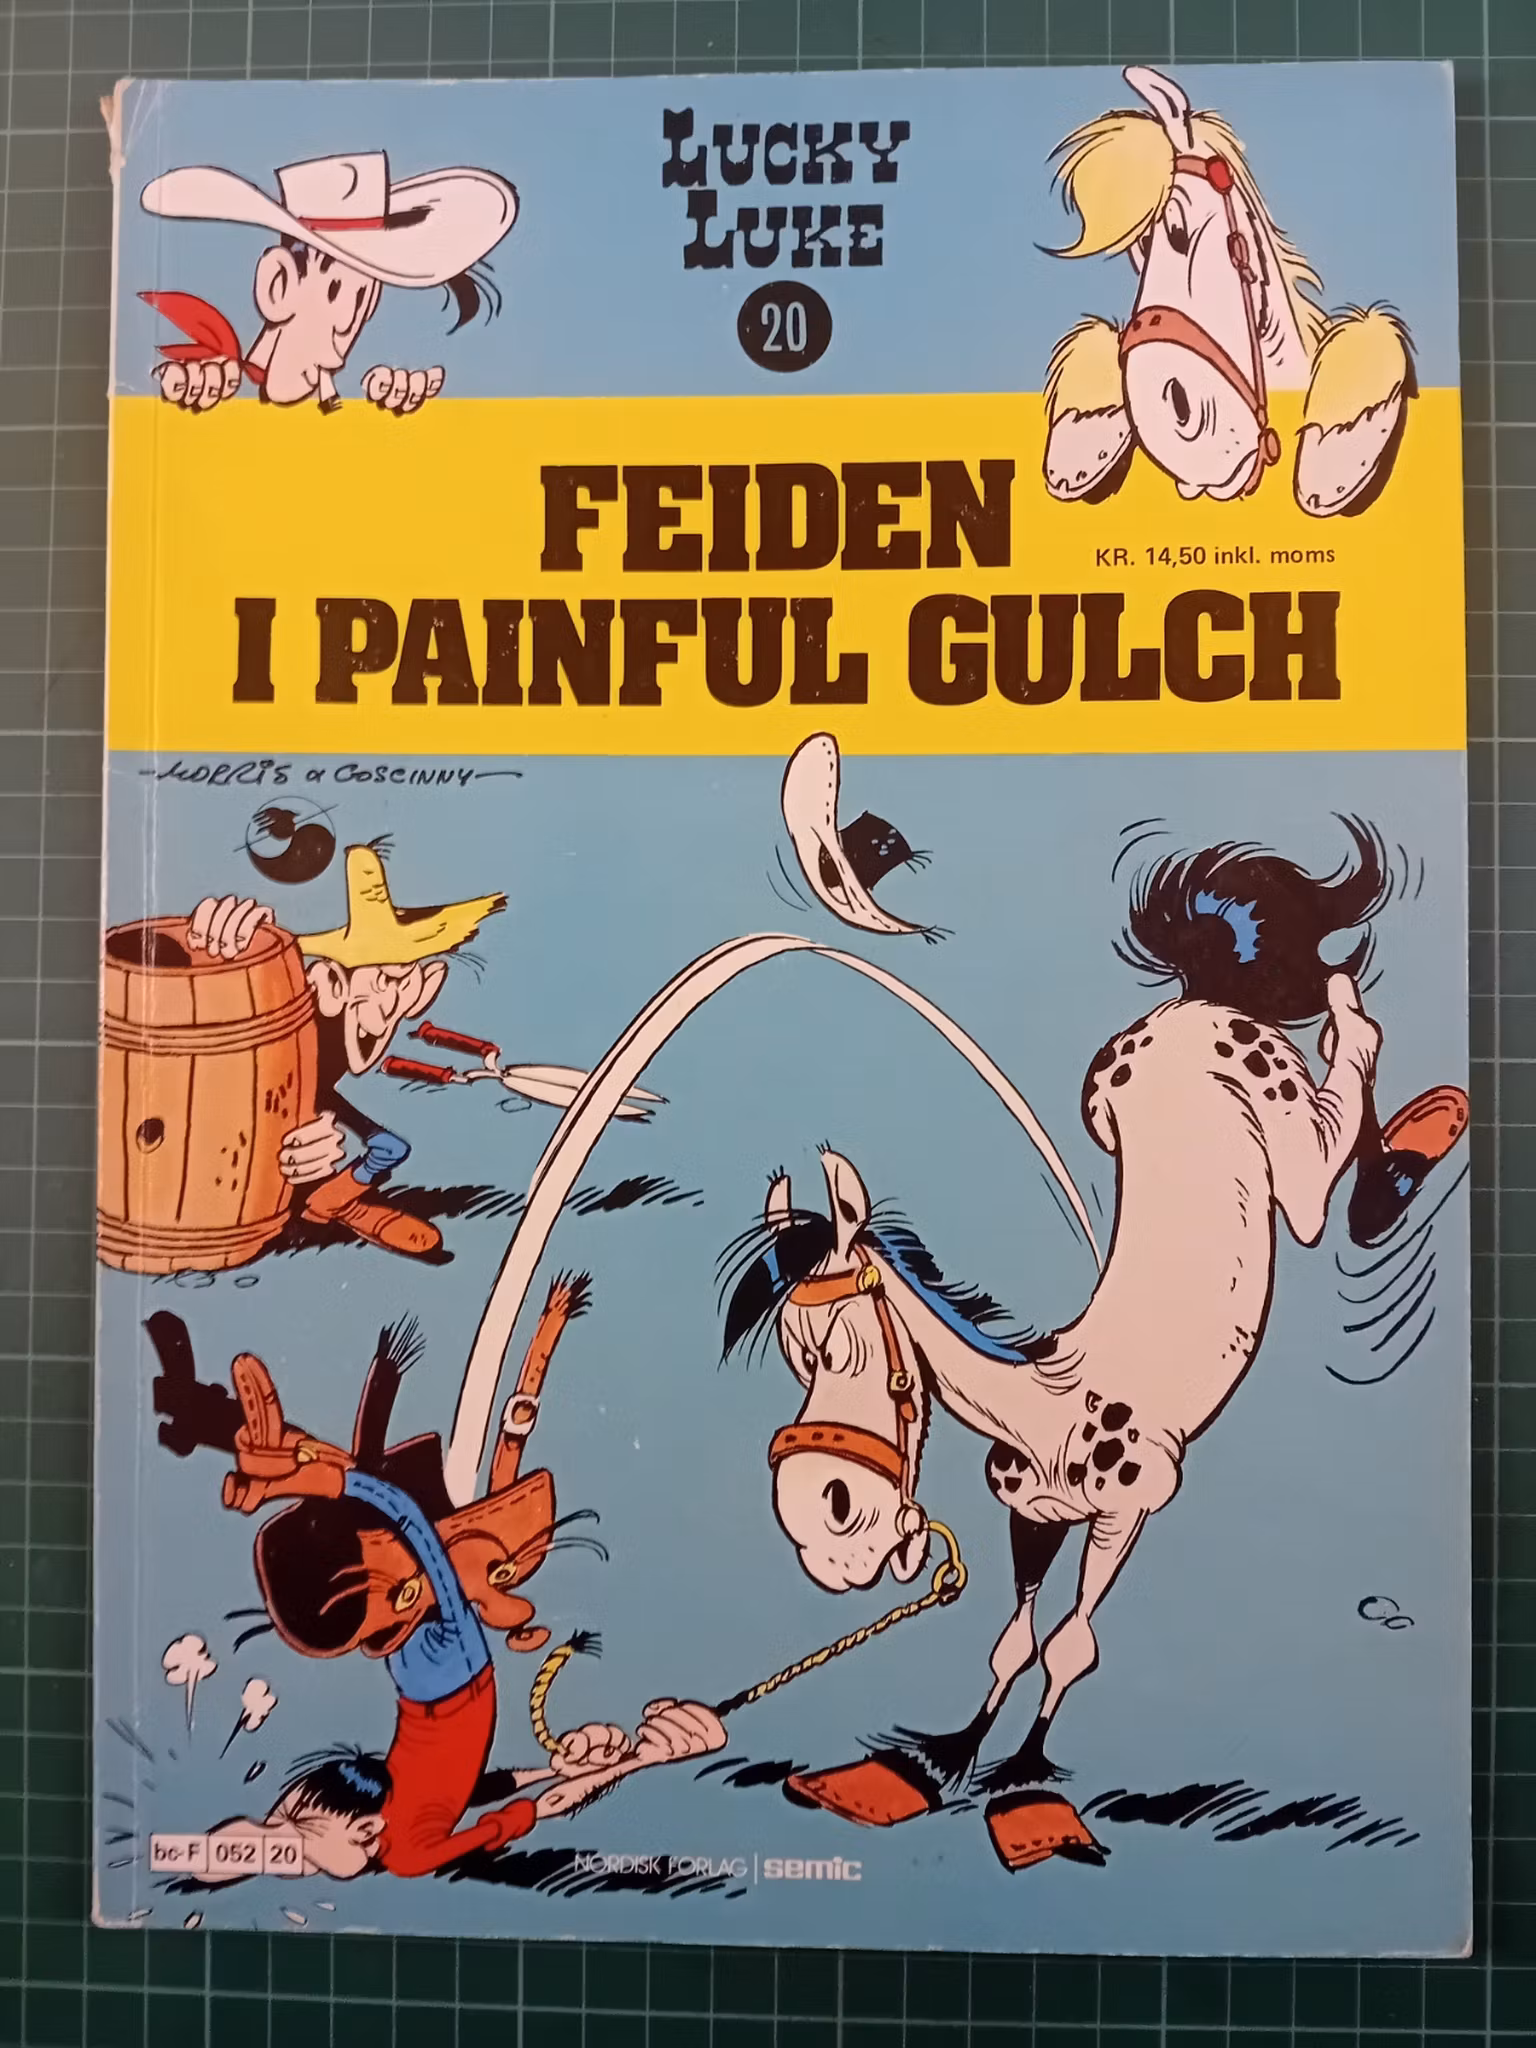 LUCKY
LUKE
20
FEIDEN
KR. 14,50 inkl. moms
I PAINFUL GULCH
-MORRIS & GOSCINNY-
bc-F 052 20
NORDISK FORLAG | semic